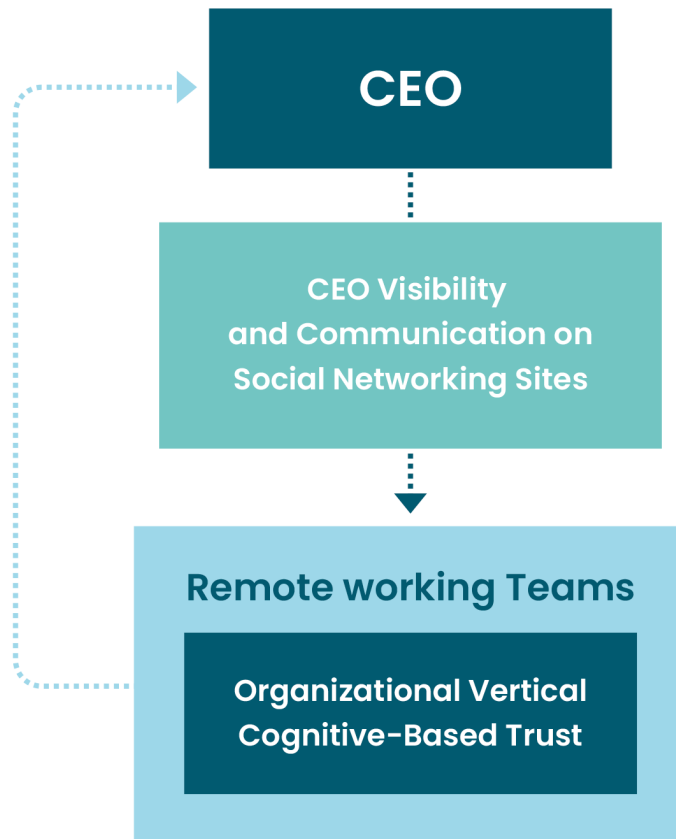 CEO
CEO Visibility
and Communication on
Social Networking Sites
Remote working Teams
Organizational Vertical
Cognitive-Based Trust